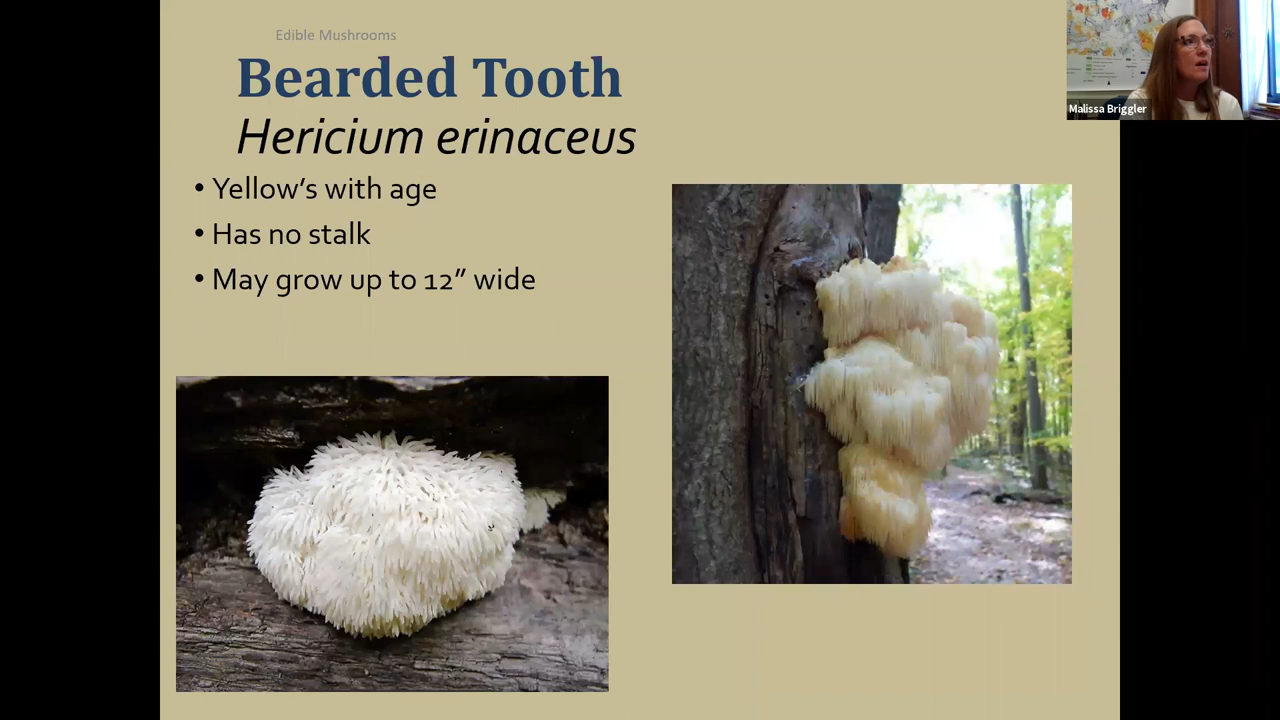 Edible Mushrooms
Bearded Tooth
Hericium erinaceus
• Yellow’s with age
• Has no stalk
• May grow up to 12” wide
Malissa Briggler